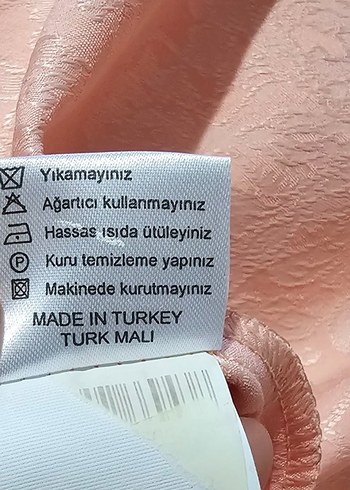 Yıkamayınız
Ağartıcı kullanmayınız
Hassas ısıda ütüleyiniz
P Kuru temizleme yapınız
Makinede kurutmayınız
MADE IN TURKEY
TURK MALI